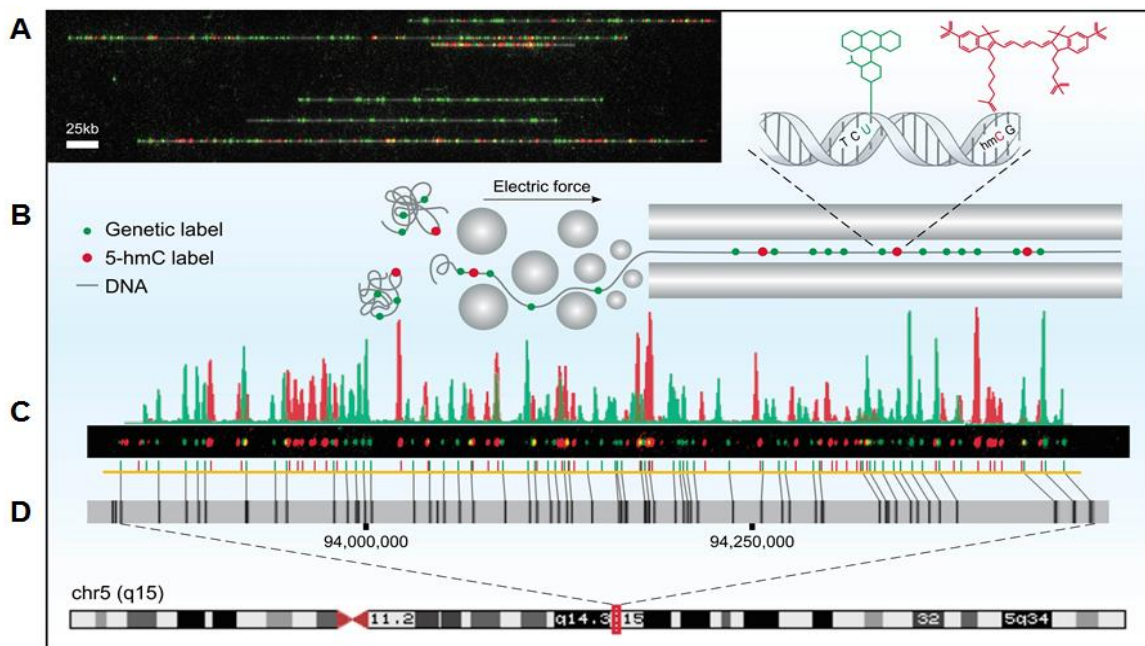 A
25kb
T C U
hmC G
B
Electric force
Genetic label
5-hmC label
DNA
C
D
94,000,000
94,250,000
chr5 (q15)
11.2
q14.3
15
32
5q34